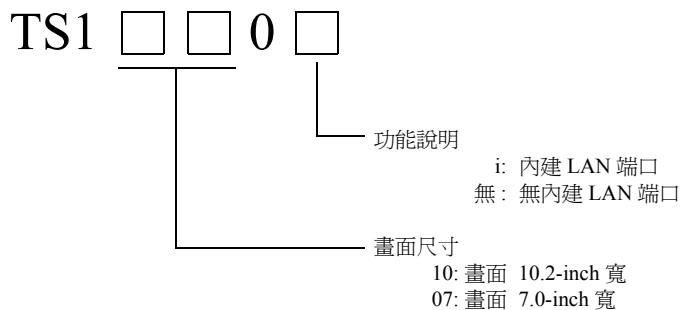 TS1 □ □ 0 □
功能說明
i: 內建 LAN 端口
無 : 無內建 LAN 端口
畫面尺寸
10: 畫面 10.2-inch 寬
07: 畫面 7.0-inch 寬